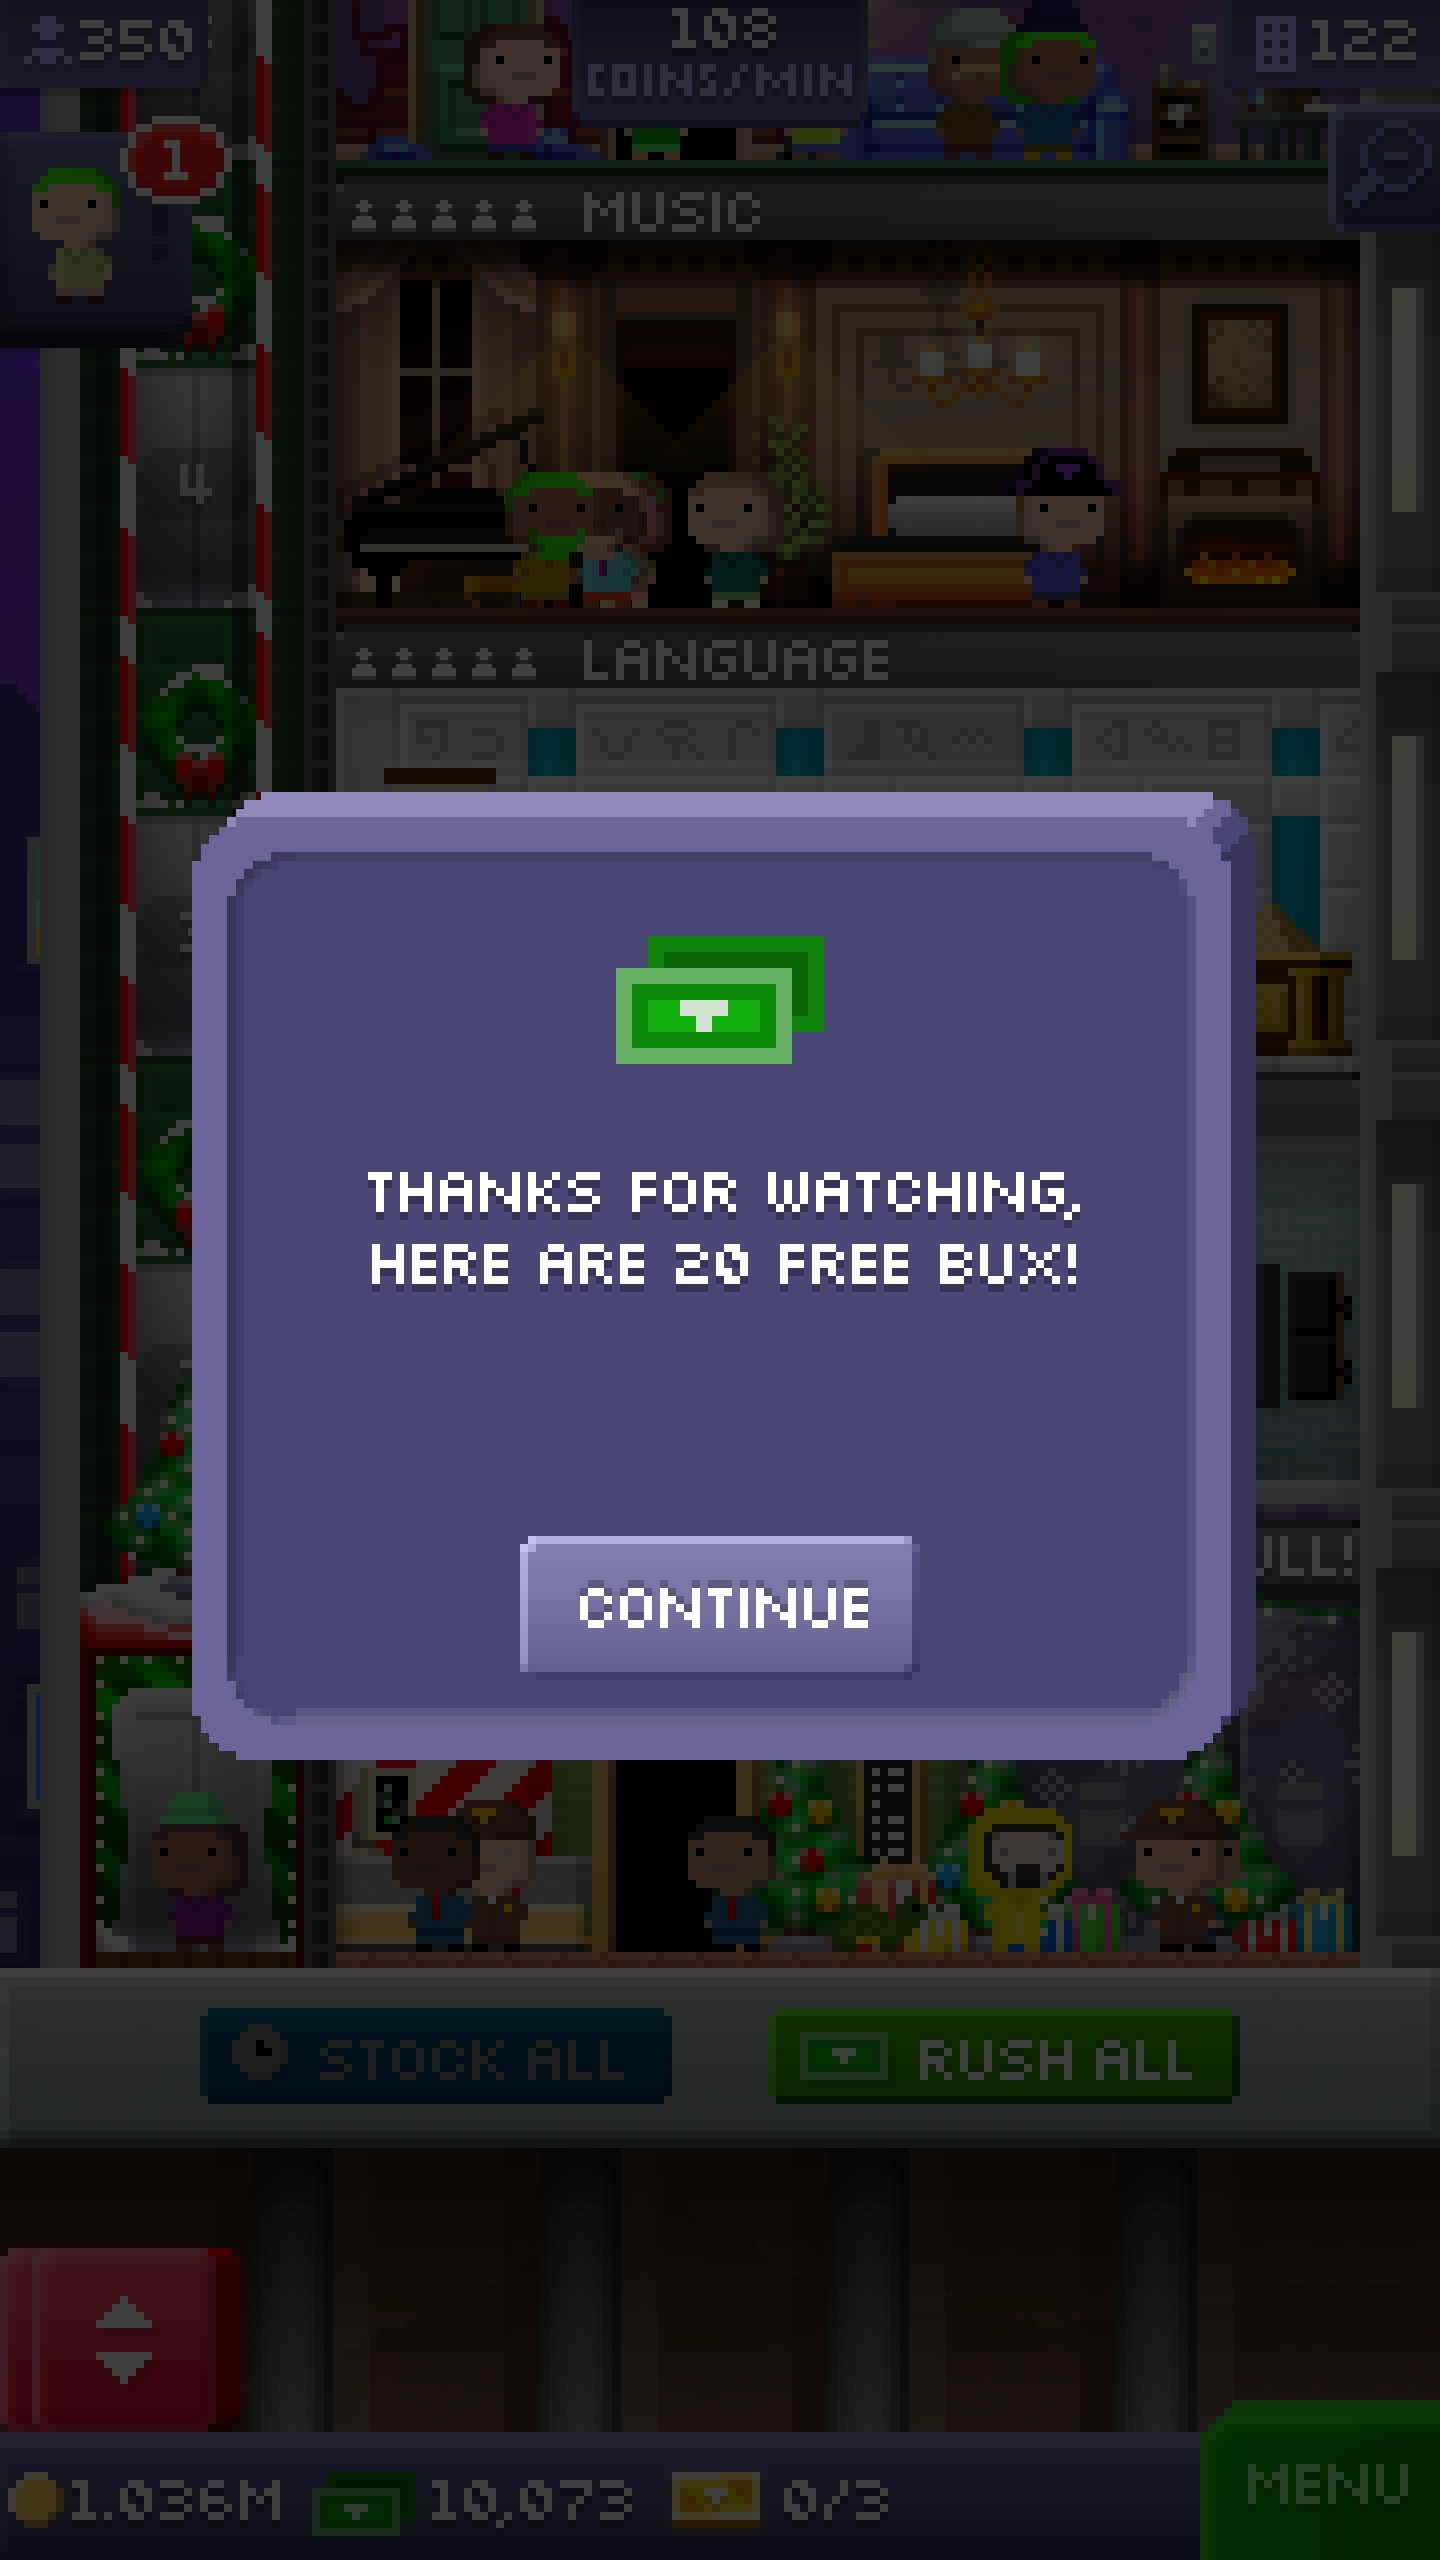 350
108
COINS/MIN
122
1
MUSIC
4
LANGUAGE
THANKS FOR WATCHING,
HERE ARE 20 FREE BUX!
CONTINUE
STOCK ALL
RUSH ALL
1.036M
10,073
0/3
MENU